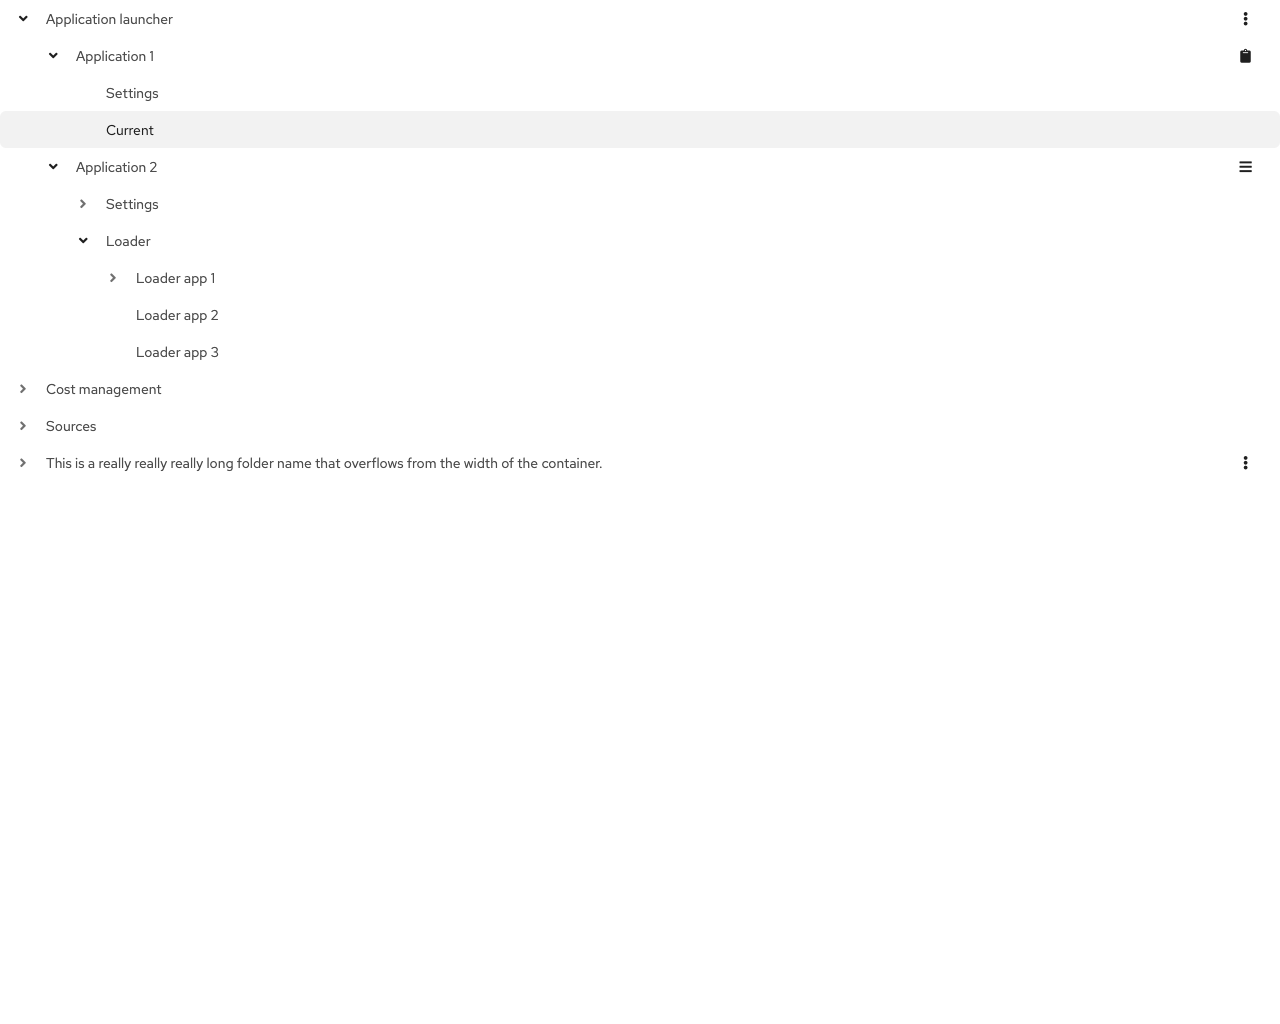 Application launcher
Application 1
Settings
Current
Application 2
Settings
Loader
Loader app 1
Loader app 2
Loader app 3
Cost management
Sources
This is a really really really long folder name that overflows from the width of the container.